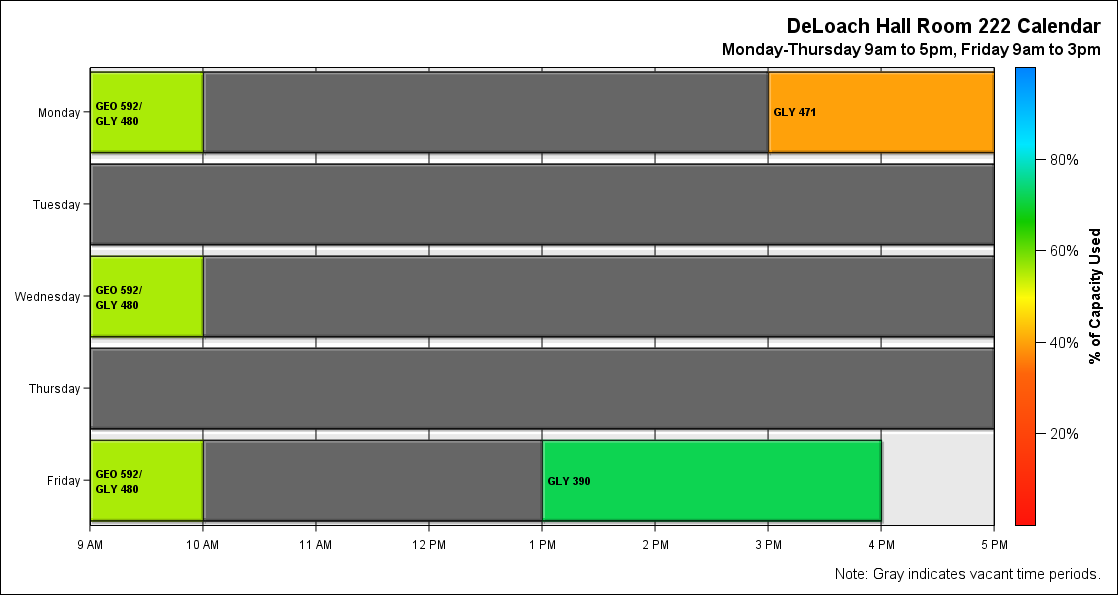 DeLoach Hall Room 222 Calendar
Monday-Thursday 9am to 5pm, Friday 9am to 3pm
Monday
GEO 592/
GLY 480
GLY 471
Tuesday
Wednesday
GEO 592/
GLY 480
Thursday
Friday
GEO 592/
GLY 480
GLY 390
9 AM
10 AM
11 AM
12 PM
1 PM
2 PM
3 PM
4 PM
5 PM
80%
60%
40%
20%
% of Capacity Used
Note: Gray indicates vacant time periods.